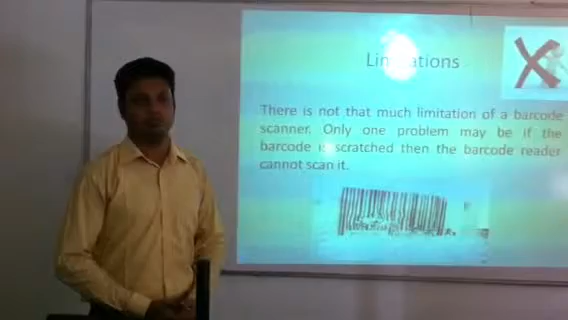 Limitations
There is not that much limitation of a barcode
scanner. Only one problem may be if the
barcode is scratched then the barcode reader
cannot scan it.